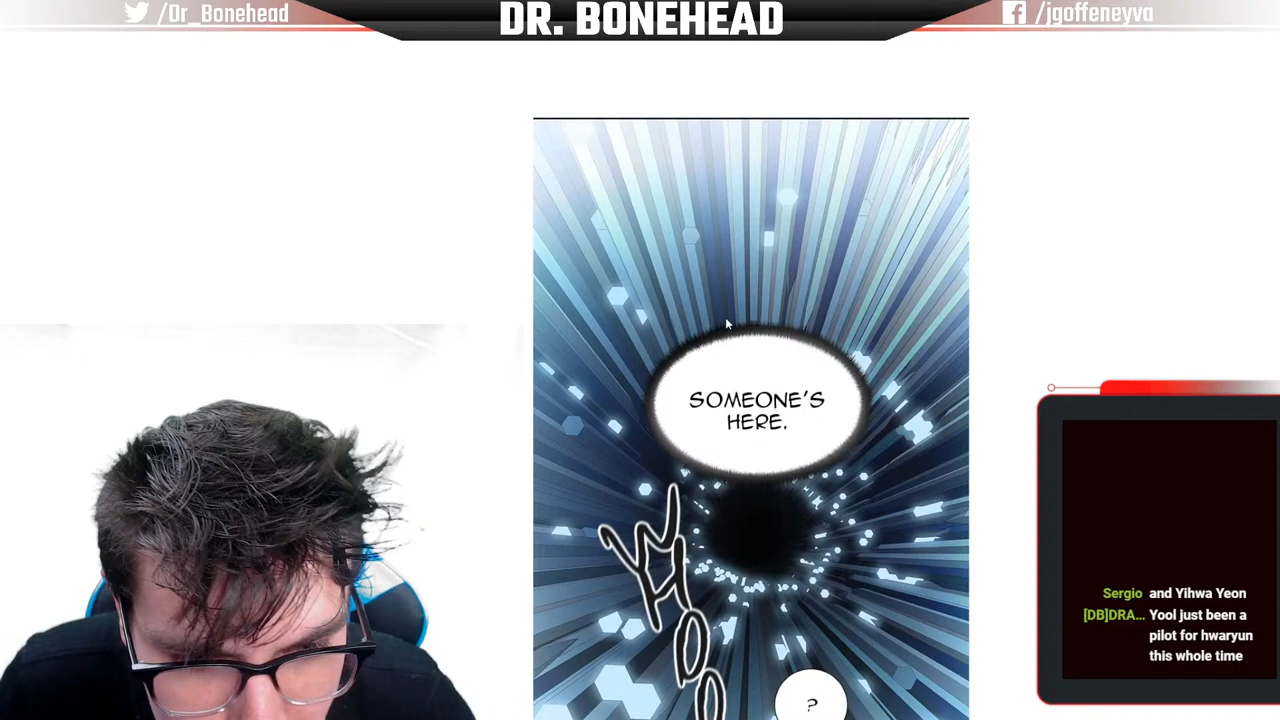 /Dr_Bonehead
DR. BONEHEAD
/jgoffeneyva
SOMEONE'S
HERE.
WHOO
?
Sergio and Yihwa Yeon
[DB]DRA... Yool just been a
pilot for hwaryun
this whole time